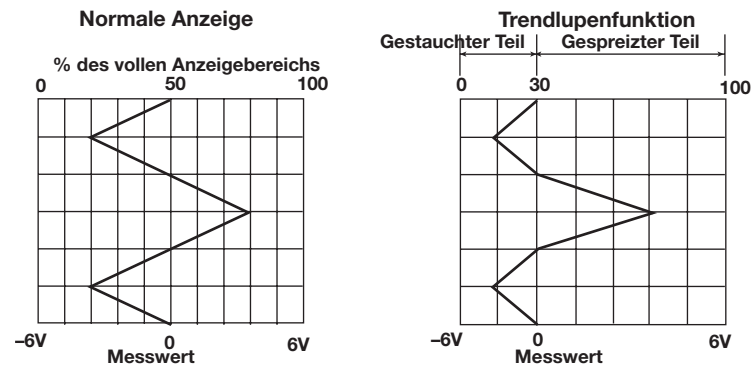 Normale Anzeige
% des vollen Anzeigebereichs
0 50 100
–6V 0 6V
Messwert
Trendlupenfunktion
Gestauchter Teil Gespreizter Teil
0 30 100
–6V 0 6V
Messwert